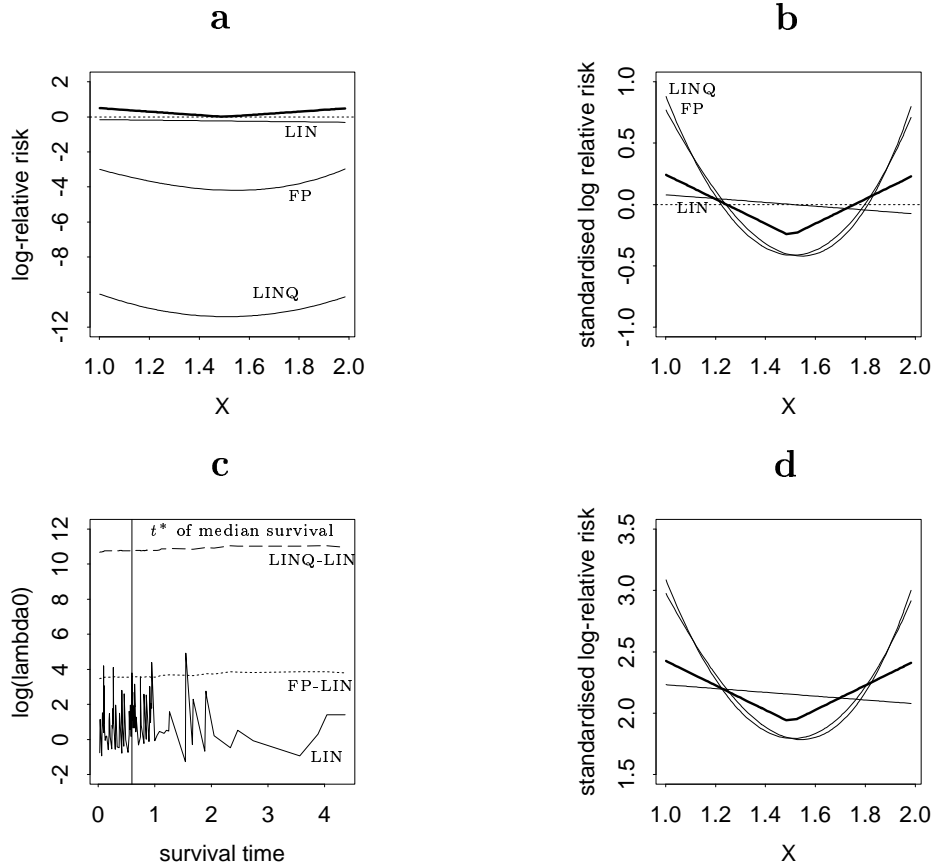 a
log-relative risk
2
0
-2
-4
-6
-8
-12
LIN
FP
LINQ
1.0 1.2 1.4 1.6 1.8 2.0
X
b
standardised log relative risk
1.0
0.5
0.0
-0.5
-1.0
LINQ
FP
LIN
1.0 1.2 1.4 1.6 1.8 2.0
X
c
log(lambda0)
12
10
8
6
4
2
0
-2
t* of median survival
LINQ-LIN
FP-LIN
LIN
0 1 2 3 4
survival time
d
standardised log-relative risk
3.5
3.0
2.5
2.0
1.5
1.0 1.2 1.4 1.6 1.8 2.0
X